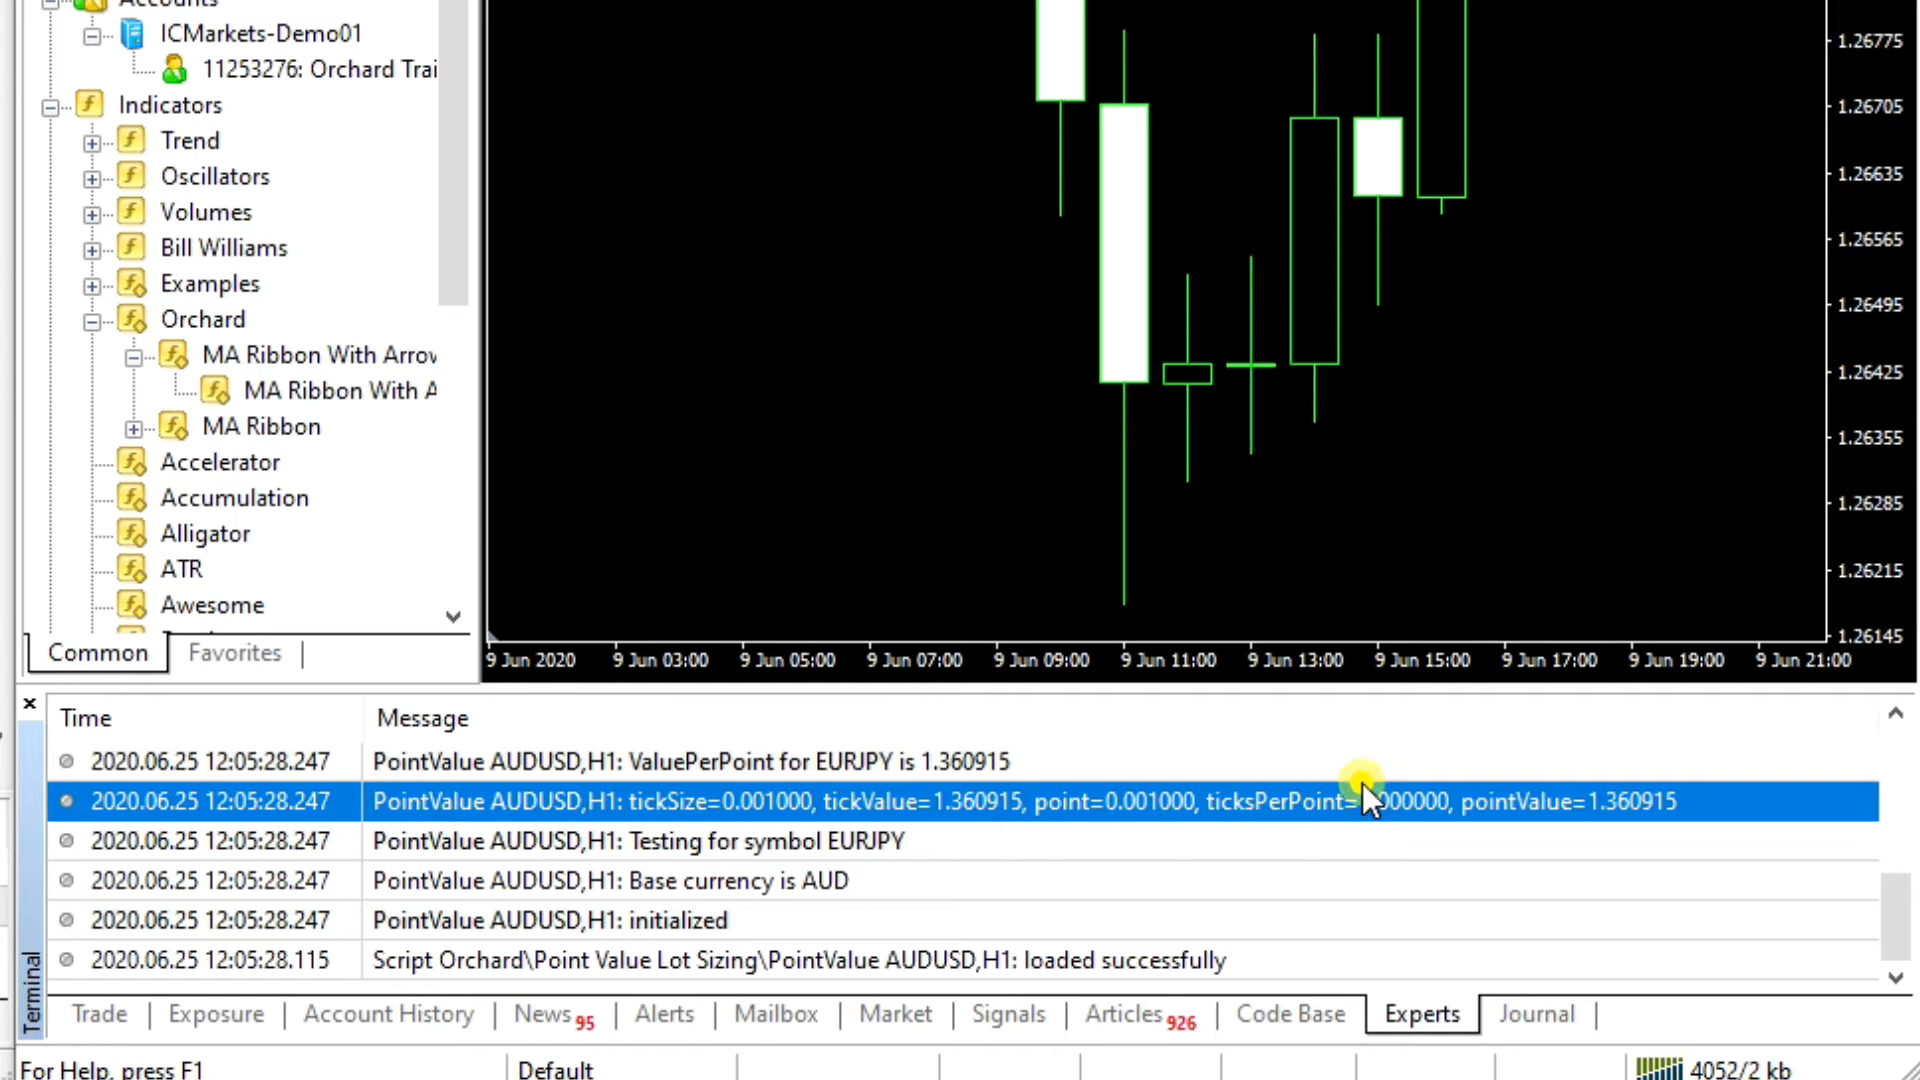 Accounts
ICMarkets-Demo01
11253276: Orchard Trai
Indicators
Trend
Oscillators
Volumes
Bill Williams
Examples
Orchard
MA Ribbon With Arrov
MA Ribbon With A
MA Ribbon
Accelerator
Accumulation
Alligator
ATR
Awesome
Common Favorites
1.26775
1.26705
1.26635
1.26565
1.26495
1.26425
1.26355
1.26285
1.26215
1.26145
9 Jun 2020 9 Jun 03:00 9 Jun 05:00 9 Jun 07:00 9 Jun 09:00 9 Jun 11:00 9 Jun 13:00 9 Jun 15:00 9 Jun 17:00 9 Jun 19:00 9 Jun 21:00
Time Message
2020.06.25 12:05:28.247 PointValue AUDUSD,H1: ValuePerPoint for EURJPY is 1.360915
2020.06.25 12:05:28.247 PointValue AUDUSD,H1: tickSize=0.001000, tickValue=1.360915, point=0.001000, ticksPerPoint= 000000, pointValue=1.360915
2020.06.25 12:05:28.247 PointValue AUDUSD,H1: Testing for symbol EURJPY
2020.06.25 12:05:28.247 PointValue AUDUSD,H1: Base currency is AUD
2020.06.25 12:05:28.247 PointValue AUDUSD,H1: initialized
2020.06.25 12:05:28.115 Script Orchard\Point Value Lot Sizing\PointValue AUDUSD,H1: loaded successfully
Terminal
Trade Exposure Account History News 95 Alerts Mailbox Market Signals Articles 926 Code Base Experts Journal
For Help, press F1 Default 4052/2 kb